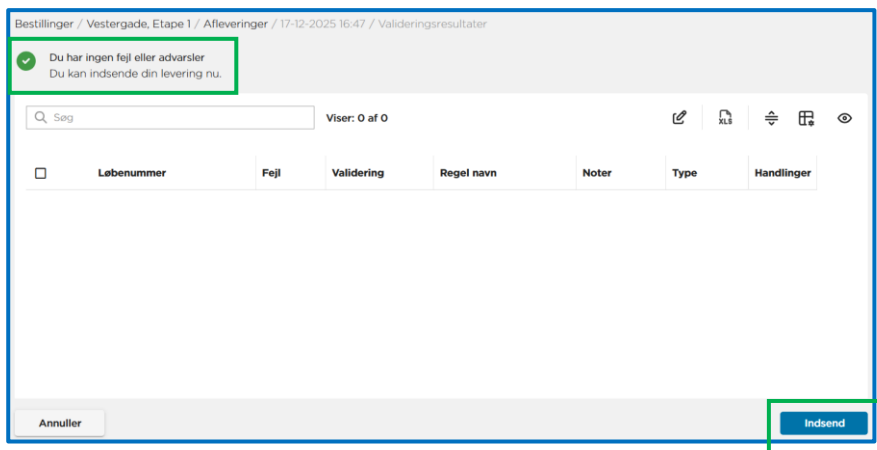 Bestillinger / Vestergade, Etape 1 / Afleveringer / 17-12-2025 16:47 / Valideringsresultater
Du har ingen fejl eller advarsler
Du kan indsende din levering nu.
Søg
Viser: 0 af 0
XLS
Løbenummer Fejl Validering Regel navn Noter Type Handlinger
Annuller
Indsend